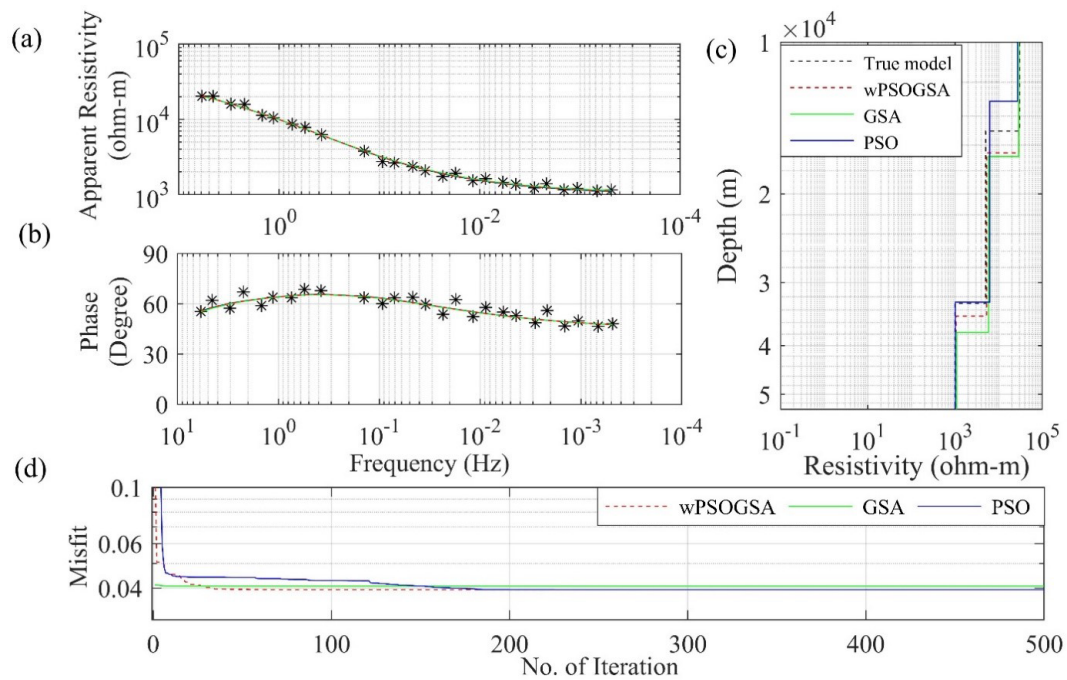 (a)
Apparent Resistivity
(ohm-m)
10^5
10^4
10^3
10^0
10^-2
10^-4
(b)
Phase
(Degree)
90
60
30
0
10^1
10^0
10^-1
10^-2
10^-3
10^-4
Frequency (Hz)
(c)
×10^4
1
2
3
4
5
Depth (m)
True model
wPSOGSA
GSA
PSO
10^-1
10^1
10^3
10^5
Resistivity (ohm-m)
(d)
Misfit
0.1
0.06
0.04
wPSOGSA
GSA
PSO
0
100
200
300
400
500
No. of Iteration